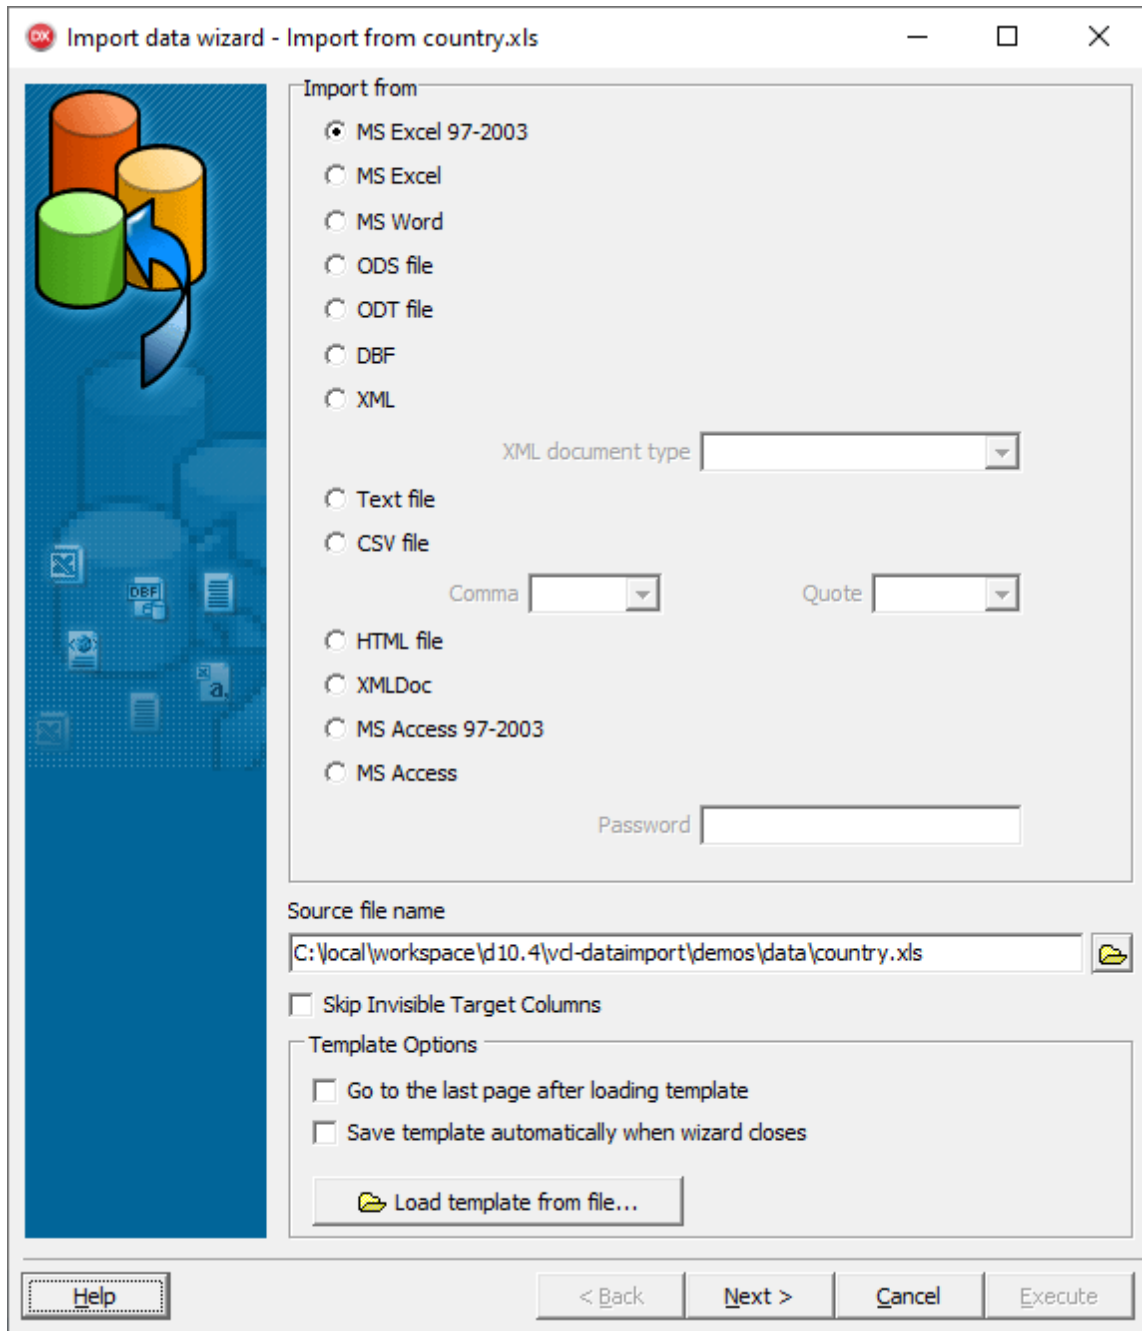 DX Import data wizard - Import from country.xls
Import from
MS Excel 97-2003
MS Excel
MS Word
ODS file
ODT file
DBF
XML
XML document type
Text file
CSV file
Comma Quote
HTML file
XMLDoc
MS Access 97-2003
MS Access
Password
DBF
a,
Source file name
C:\local\workspace\d10.4\vcl-dataimport\demos\data\country.xls
Skip Invisible Target Columns
Template Options
Go to the last page after loading template
Save template automatically when wizard closes
Load template from file...
Help < Back Next > Cancel Execute